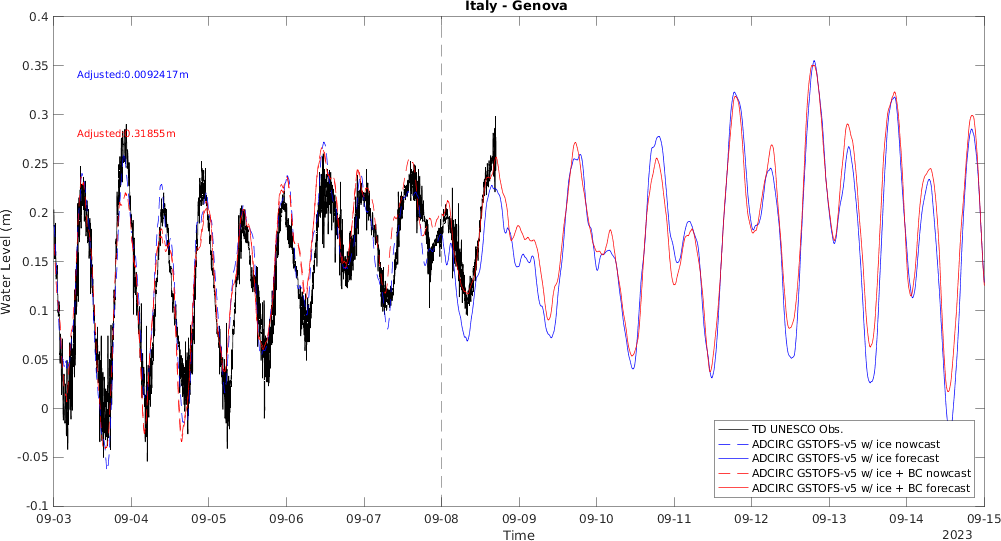 Italy - Genova
0.4
0.35
0.3
0.25
0.2
0.15
0.1
0.05
0
-0.05
-0.1
Water Level (m)
Adjusted:0.0092417m
Adjusted:0.31855m
TD UNESCO Obs.
ADCIRC GSTOFS-v5 w/ ice nowcast
ADCIRC GSTOFS-v5 w/ ice forecast
ADCIRC GSTOFS-v5 w/ ice + BC nowcast
ADCIRC GSTOFS-v5 w/ ice + BC forecast
09-03 09-04 09-05 09-06 09-07 09-08 09-09 09-10 09-11 09-12 09-13 09-14 09-15
Time
2023